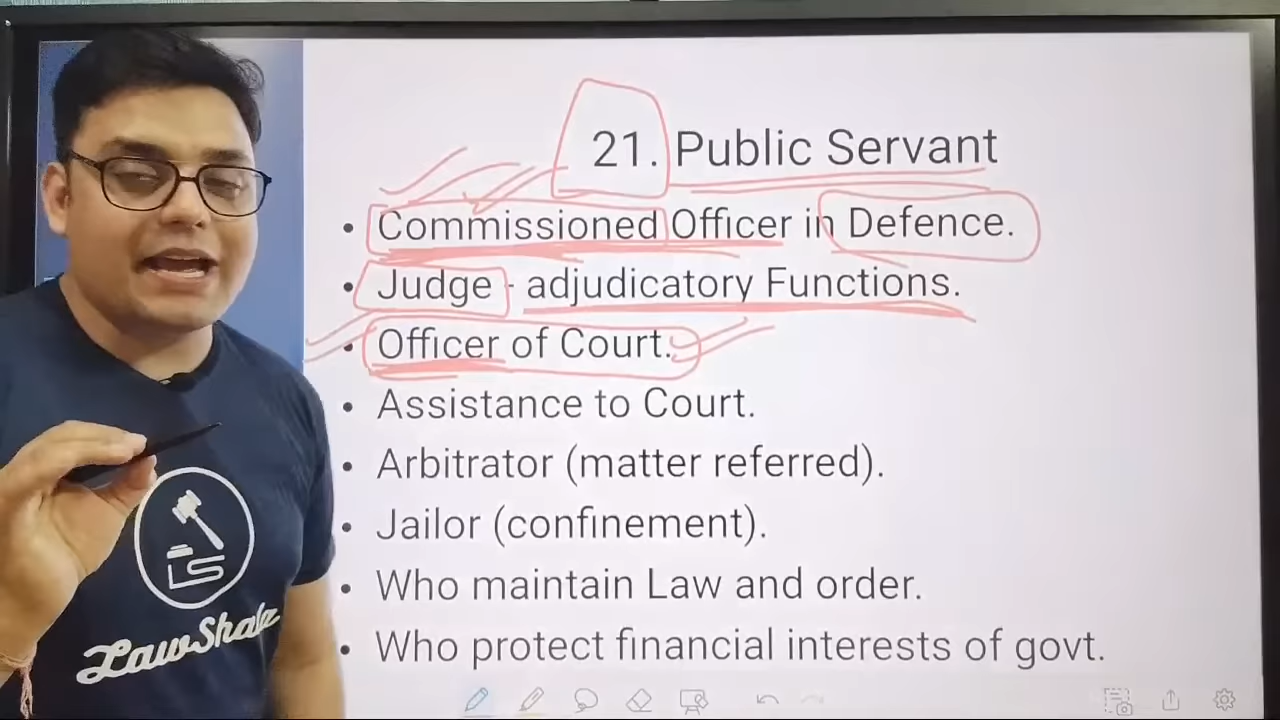 21. Public Servant
• Commissioned Officer in Defence.
• Judge - adjudicatory Functions.
• Officer of Court.
• Assistance to Court.
• Arbitrator (matter referred).
• Jailor (confinement).
• Who maintain Law and order.
• Who protect financial interests of govt.
LS
LawShala